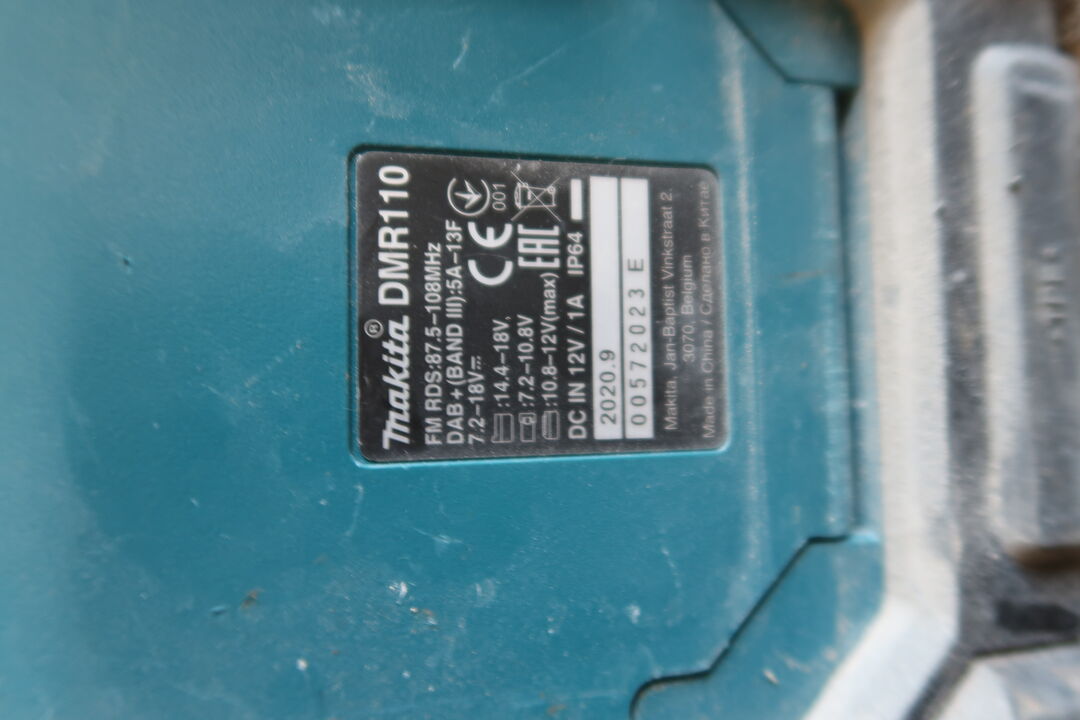 makita® DMR110
FM RDS:87.5–108MHz
DAB+(BAND III):5A–13F
7.2–18V
:14.4–18V,
:7.2–10.8V
:10.8–12V(max)
CE
001
EAC
DC IN 12V / 1A IP64
2020.9
00572023 E
Makita, Jan-Baptist Vinkstraat 2,
3070, Belgium
Made in China / Сделано в Китае